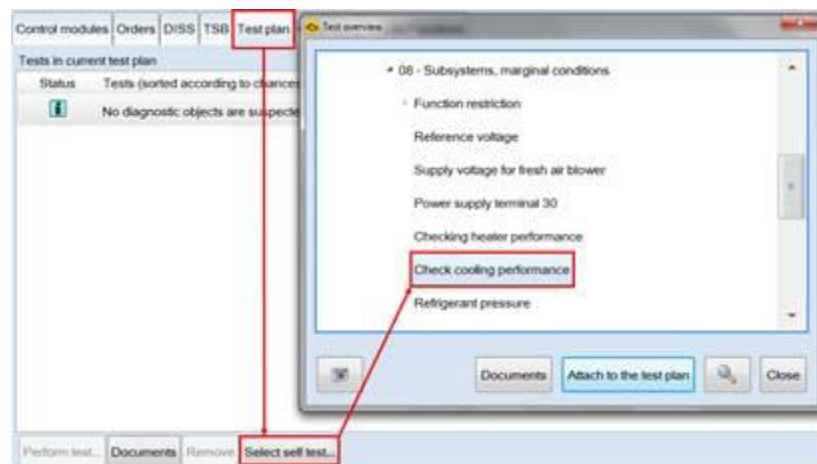 Control modules Orders DISS TSB Test plan
Tests in current test plan
Status Tests (sorted according to chances
No diagnostic objects are suspecte
Test overview
08 - Subsystems, marginal conditions
Function restriction
Reference voltage
Supply voltage for fresh air blower
Power supply terminal 30
Checking heater performance
Check cooling performance
Refrigerant pressure
Documents Attach to the test plan Close
Perform test... Documents Remove Select self test...